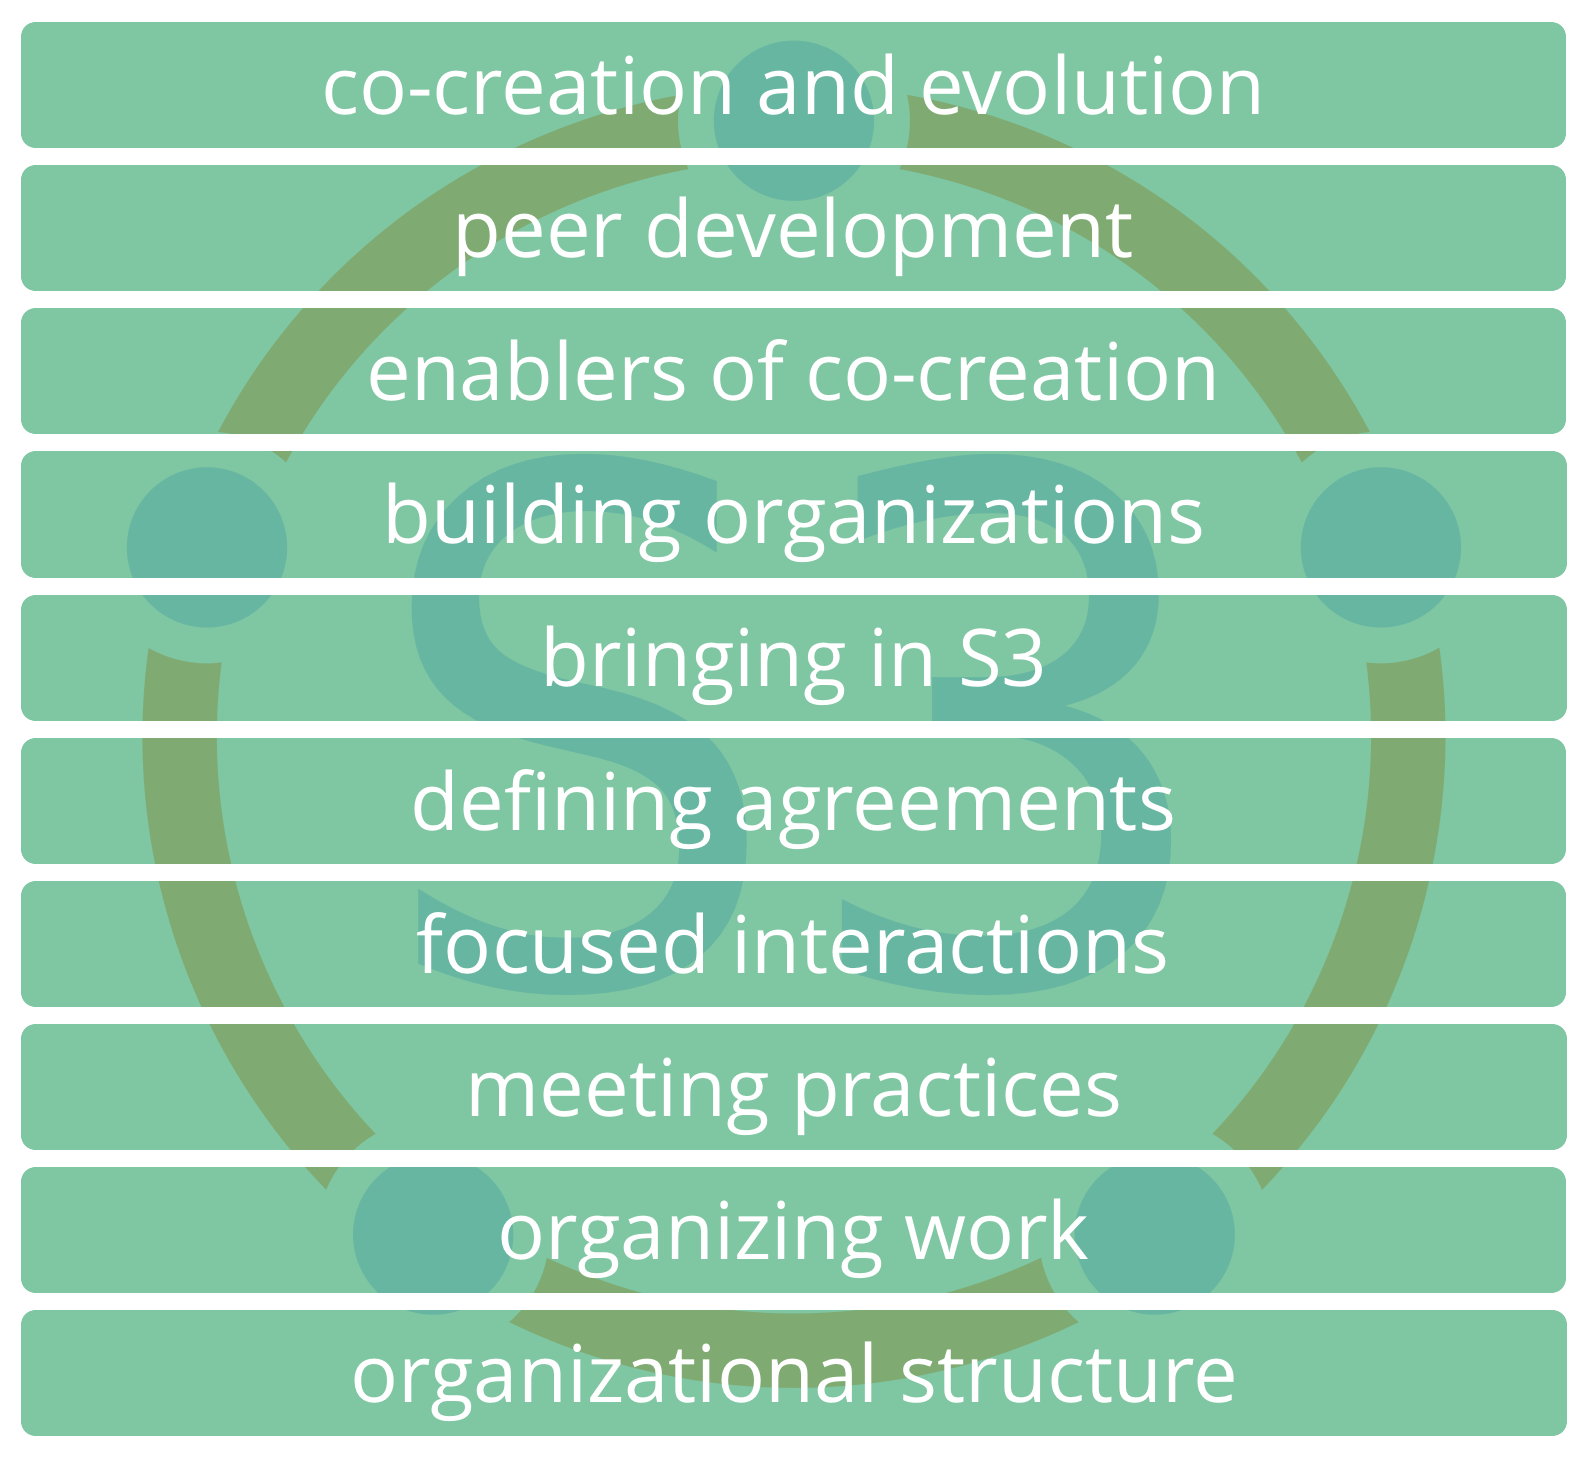 co-creation and evolution
peer development
enablers of co-creation
building organizations
bringing in S3
defining agreements
focused interactions
meeting practices
organizing work
organizational structure
S3